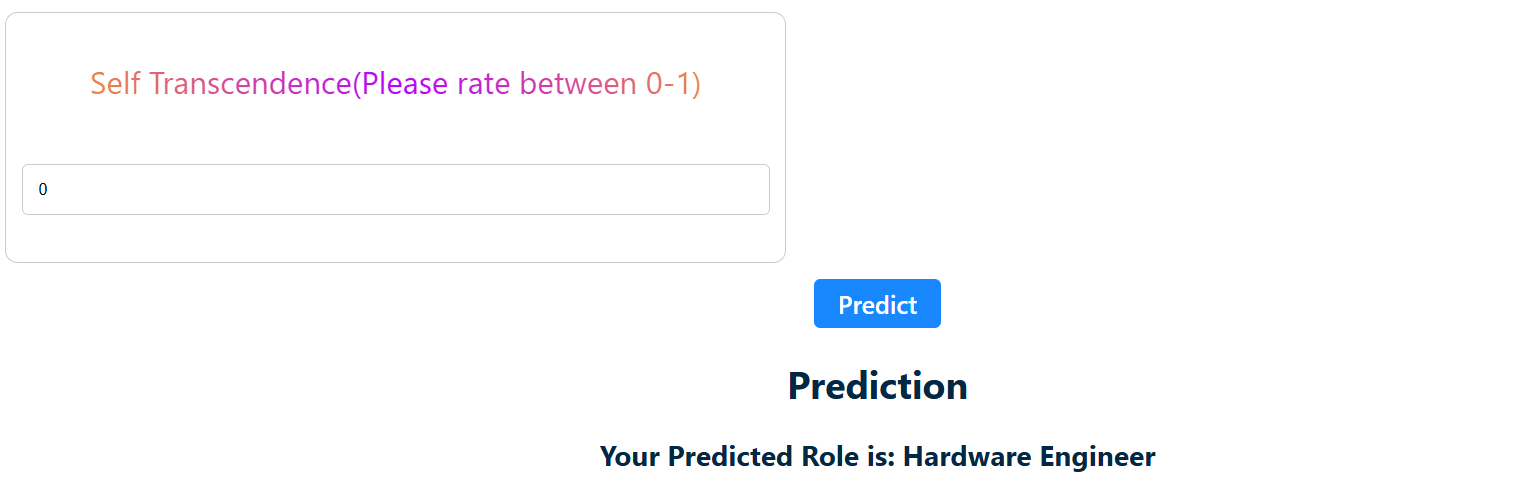 Self Transcendence(Please rate between 0-1)
0
Predict
Prediction
Your Predicted Role is: Hardware Engineer